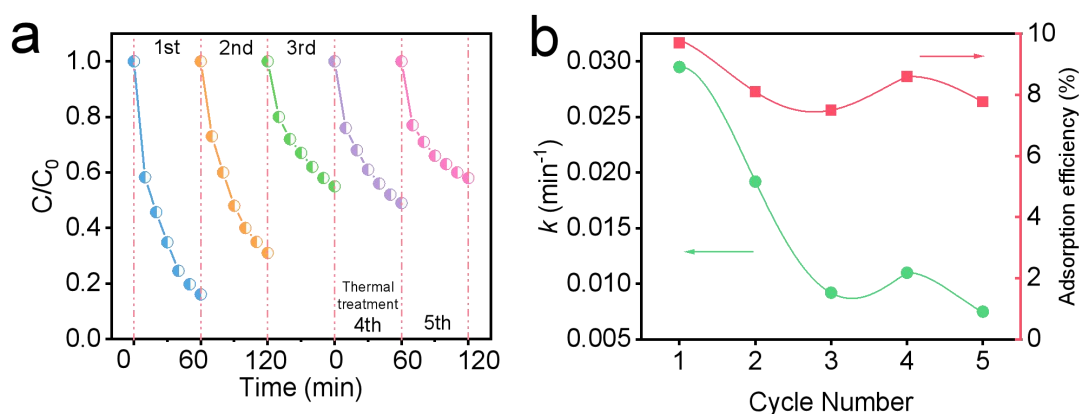 a
1st 2nd 3rd
1.0
0.8
0.6
0.4
0.2
0.0
C/C0
Thermal
treatment
4th 5th
0 60 120 0 60 120
Time (min)
b
0.030
0.025
0.020
0.015
0.010
0.005
k (min-1)
10
8
6
4
2
0
Adsorption efficiency (%)
1 2 3 4 5
Cycle Number